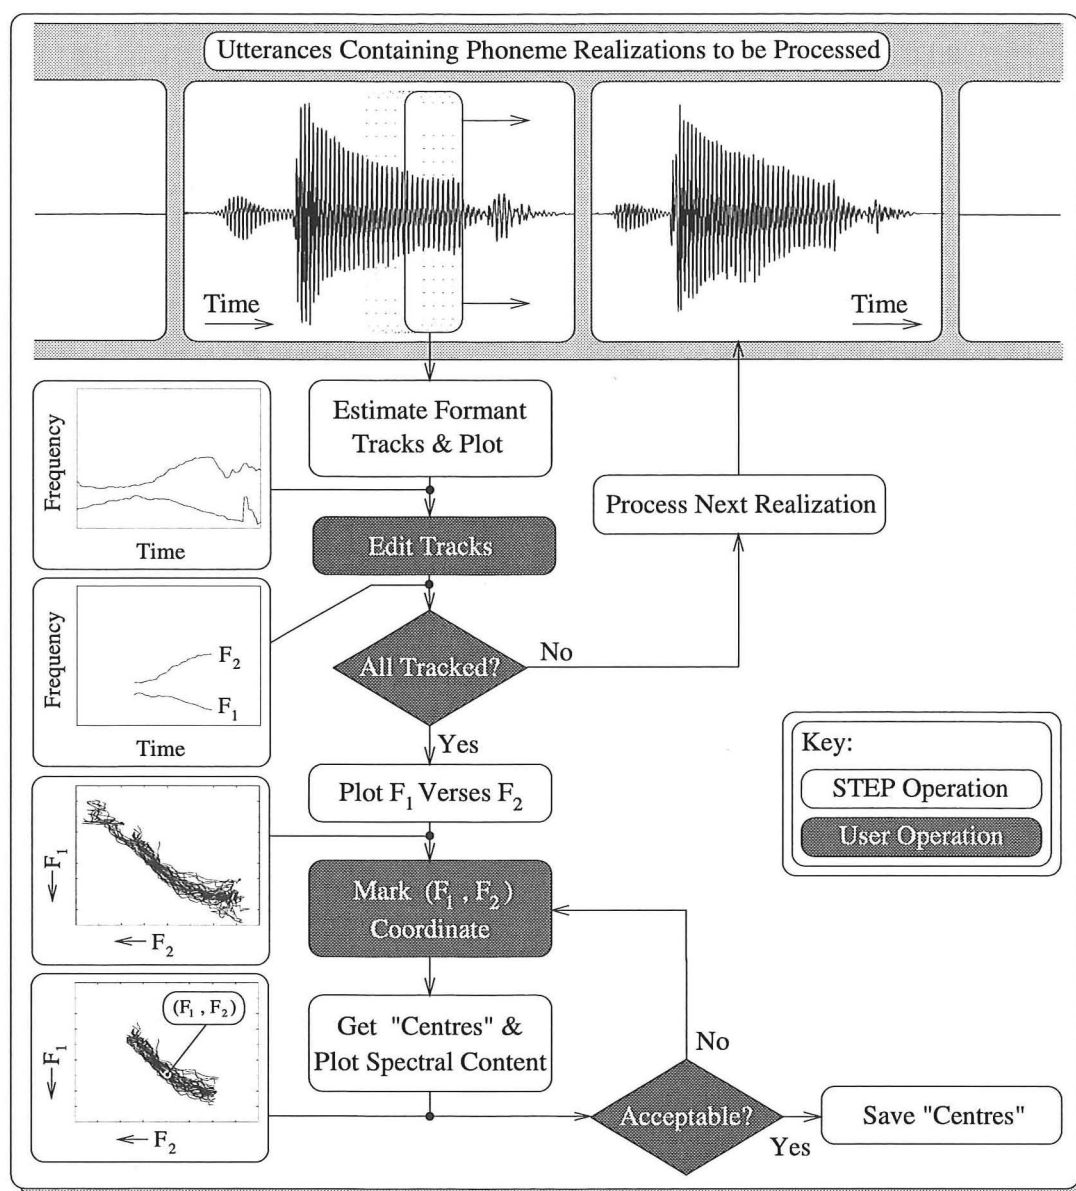 Utterances Containing Phoneme Realizations to be Processed
Time
Time
Estimate Formant
Tracks & Plot
Frequency
Time
Process Next Realization
Edit Tracks
Frequency
F2
F1
Time
All Tracked?
No
Yes
Key:
STEP Operation
User Operation
Plot F1 Verses F2
F1
F2
Mark (F1, F2)
Coordinate
(F1, F2)
F1
F2
Get "Centres" &
Plot Spectral Content
No
Acceptable?
Yes
Save "Centres"